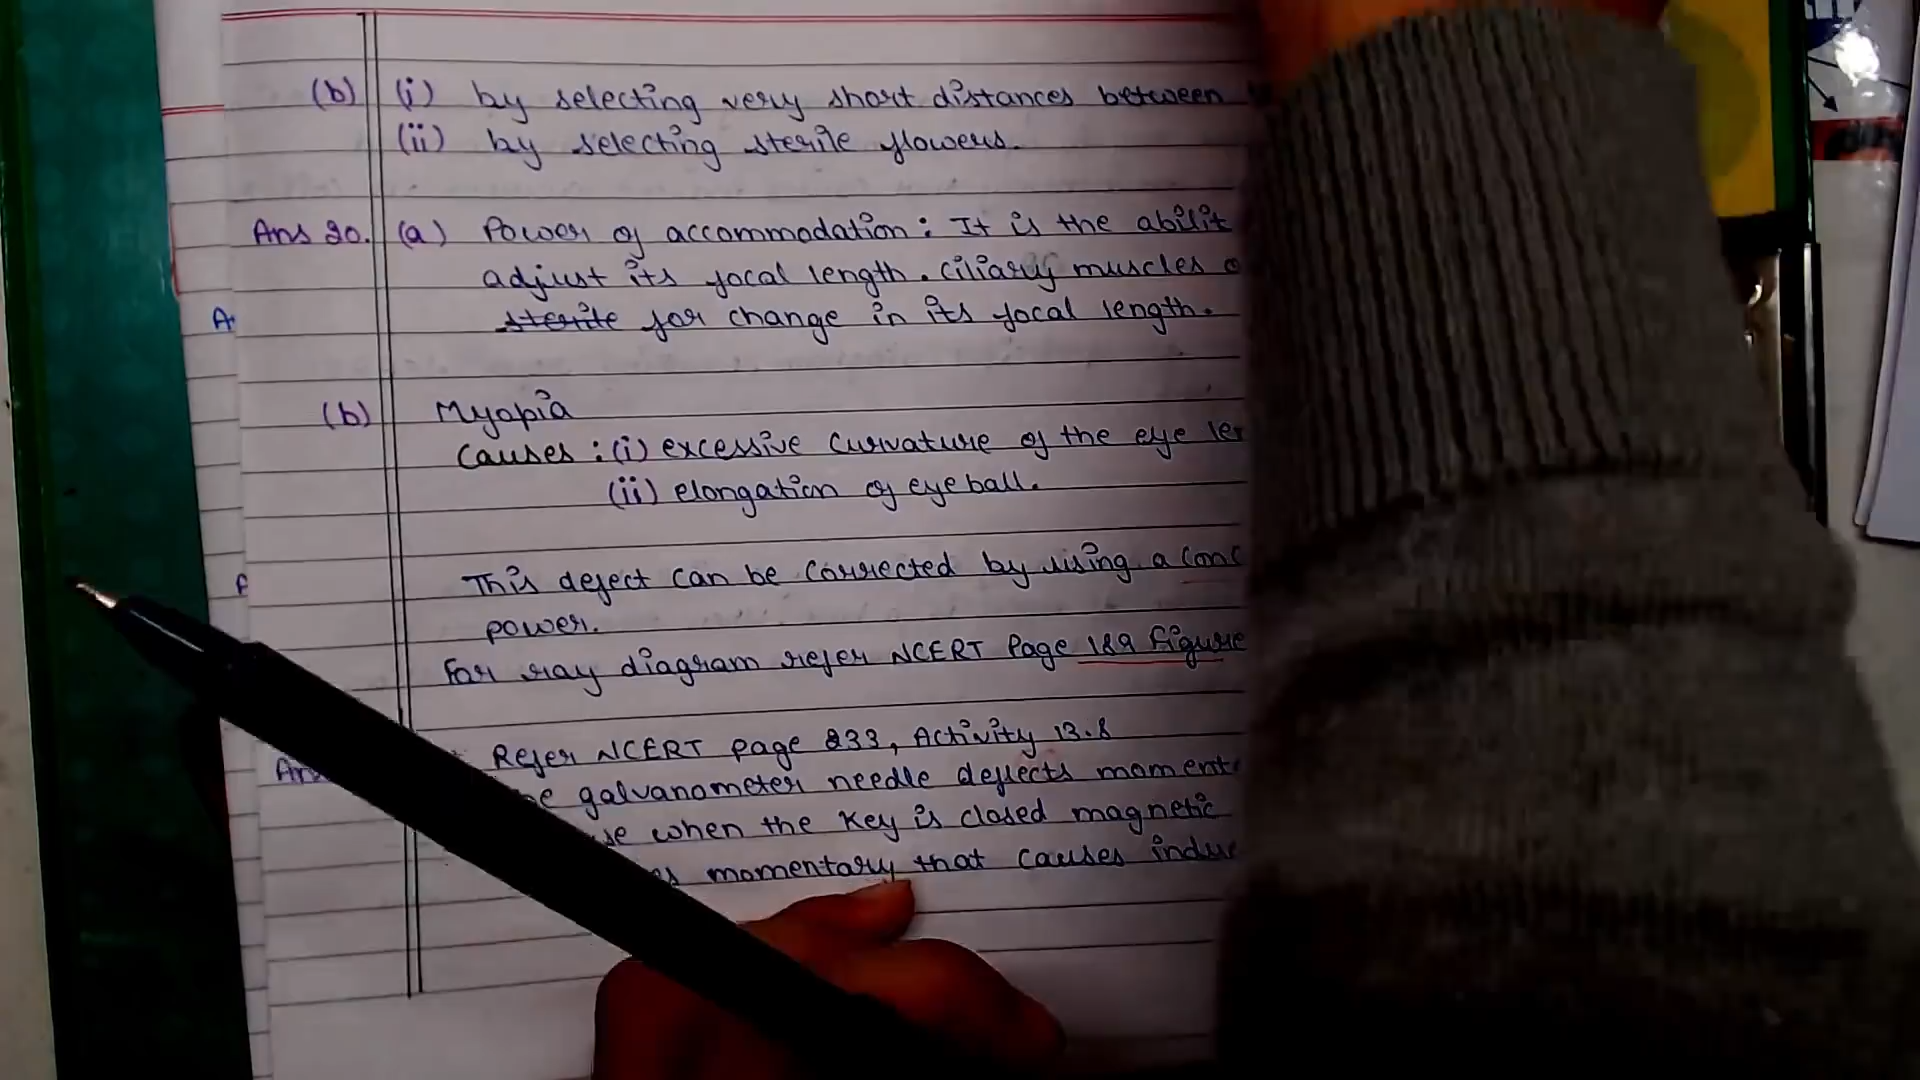 (b) (i) by selecting very short distances between
(ii) by selecting sterile flowers.
Ans 20. (a) Power of accommodation: It is the abilit
adjust its focal length. ciliary muscles
sterile for change in its focal length.
(b) Myopia
Causes: (i) excessive curvature of the eye
(ii) elongation of eyeball.
This defect can be corrected by using a conc
power.
For ray diagram refer NCERT Page 189 figure
Refer NCERT page 233, Activity 13.8
galvanometer needle deflects moment
when the key is closed magnetic
momentary that causes induc